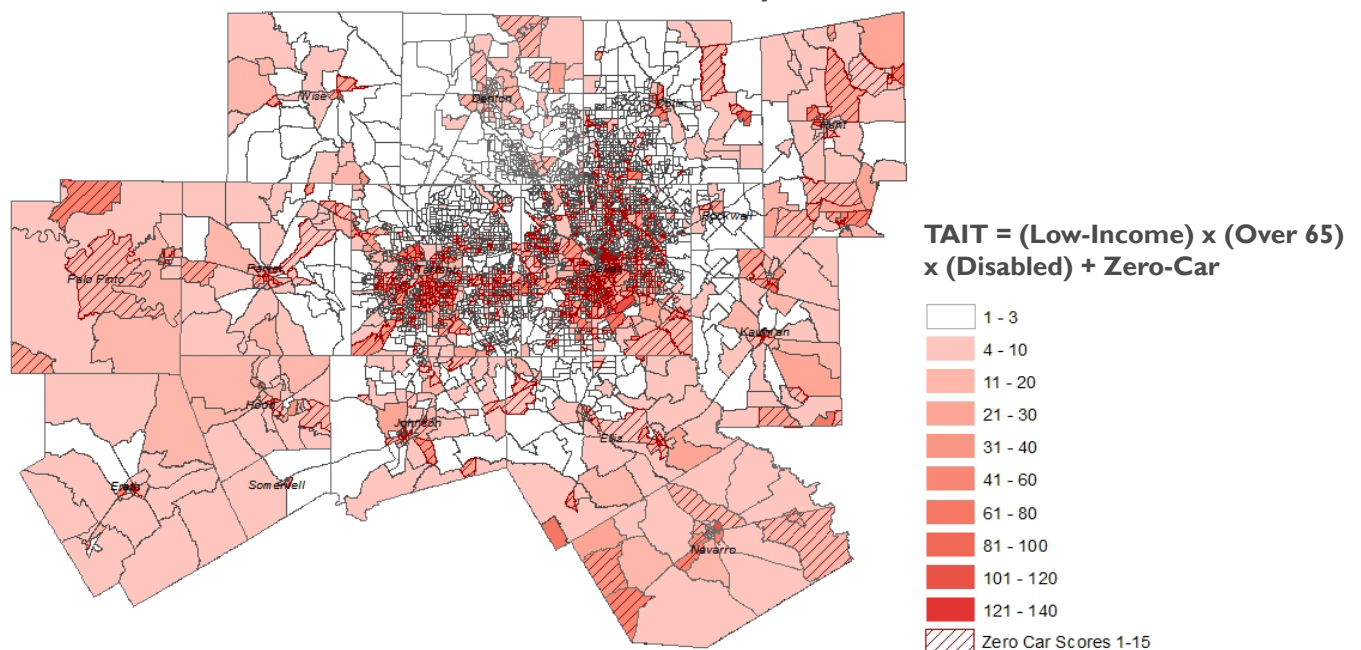 Wise
Denton
Collin
Hunt
Rockwall
Palo Pinto
Parker
Tarrant
Dallas
Kaufman
Hood
Johnson
Ellis
Erath
Somervell
Navarro
TAIT = (Low-Income) x (Over 65)
x (Disabled) + Zero-Car
1 - 3
4 - 10
11 - 20
21 - 30
31 - 40
41 - 60
61 - 80
81 - 100
101 - 120
121 - 140
Zero Car Scores 1-15